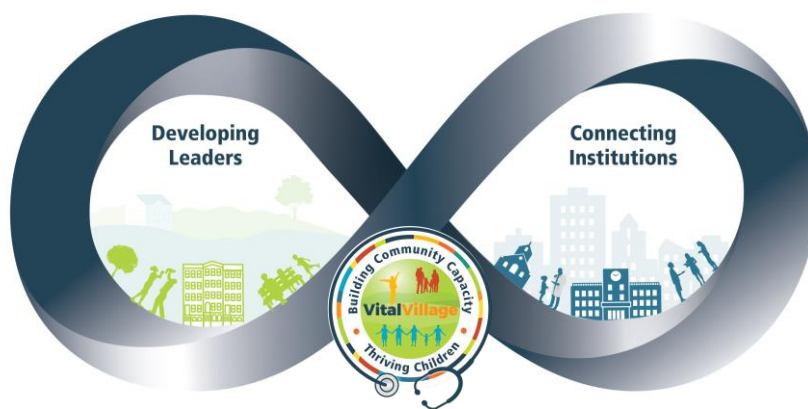 Developing
Leaders
Connecting
Institutions
Building Community Capacity
VitalVillage
Thriving Children